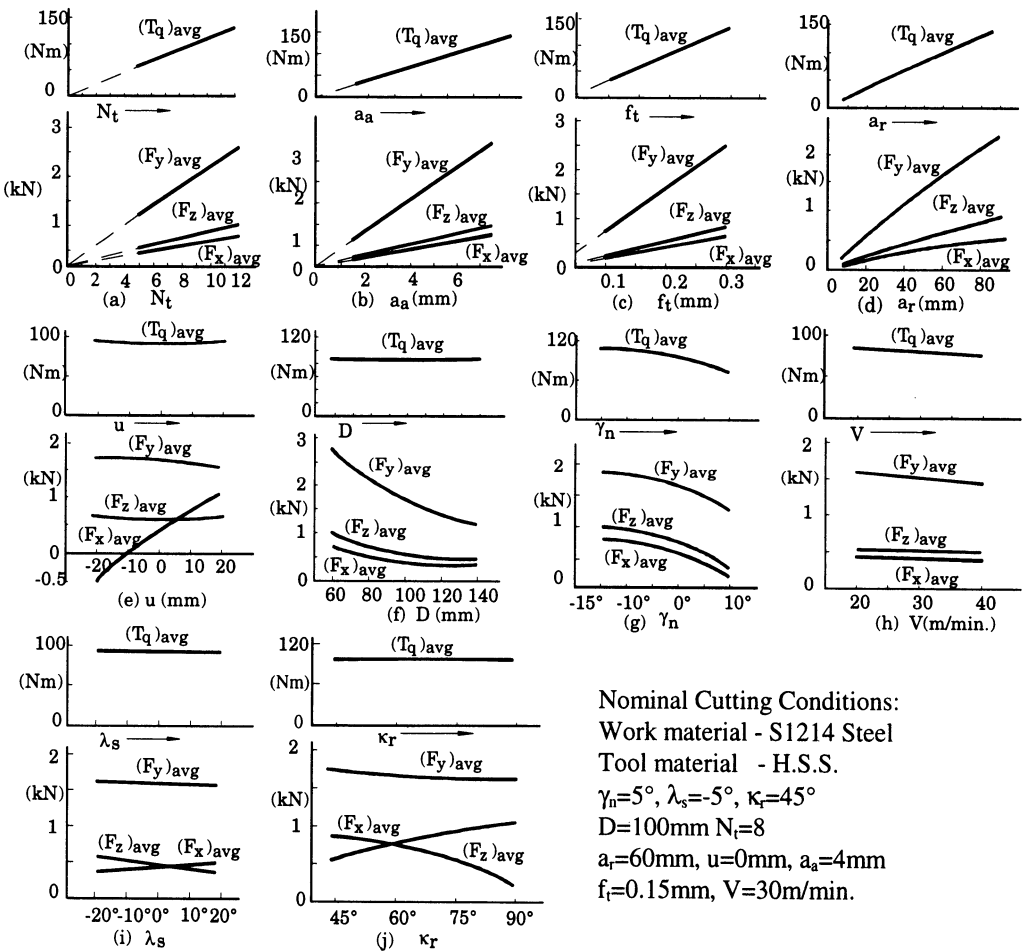 150
(Nm)
0
(Tq)avg
Nt
3
2
(kN)
1
0
(Fy)avg
(Fz)avg
(Fx)avg
0 2 4 6 8 10 12
(a) Nt
150
(Nm)
0
(Tq)avg
aa
3
2
(kN)
1
0
(Fy)avg
(Fz)avg
(Fx)avg
0 2 4 6
(b) aa(mm)
150
(Nm)
0
(Tq)avg
ft
3
2
(kN)
1
0
(Fy)avg
(Fz)avg
(Fx)avg
0.1 0.2 0.3
(c) ft(mm)
150
(Nm)
0
(Tq)avg
ar
2
(kN)
1
0
(Fy)avg
(Fz)avg
(Fx)avg
0 20 40 60 80
(d) ar(mm)
100
(Nm)
0
(Tq)avg
u
2
(kN)
1
0
-0.5
(Fy)avg
(Fz)avg
(Fx)avg
-20 -10 0 10 20
(e) u (mm)
120
(Nm)
0
(Tq)avg
D
3
2
(kN)
1
0
(Fy)avg
(Fz)avg
(Fx)avg
60 80 100 120 140
(f) D (mm)
120
(Nm)
0
(Tq)avg
γn
2
(kN)
1
0
(Fy)avg
(Fz)avg
(Fx)avg
-15° -10° 0° 10°
(g) γn
100
(Nm)
0
(Tq)avg
V
2
(kN)
1
0
(Fy)avg
(Fz)avg
(Fx)avg
20 30 40
(h) V(m/min.)
100
(Nm)
0
(Tq)avg
λs
2
(kN)
1
0
(Fy)avg
(Fz)avg (Fx)avg
-20° -10° 0° 10° 20°
(i) λs
120
(Nm)
0
(Tq)avg
κr
2
(kN)
1
0
(Fy)avg
(Fx)avg
(Fz)avg
45° 60° 75° 90°
(j) κr
Nominal Cutting Conditions:
Work material - S1214 Steel
Tool material - H.S.S.
γn=5°, λs=-5°, κr=45°
D=100mm Nt=8
ar=60mm, u=0mm, aa=4mm
ft=0.15mm, V=30m/min.